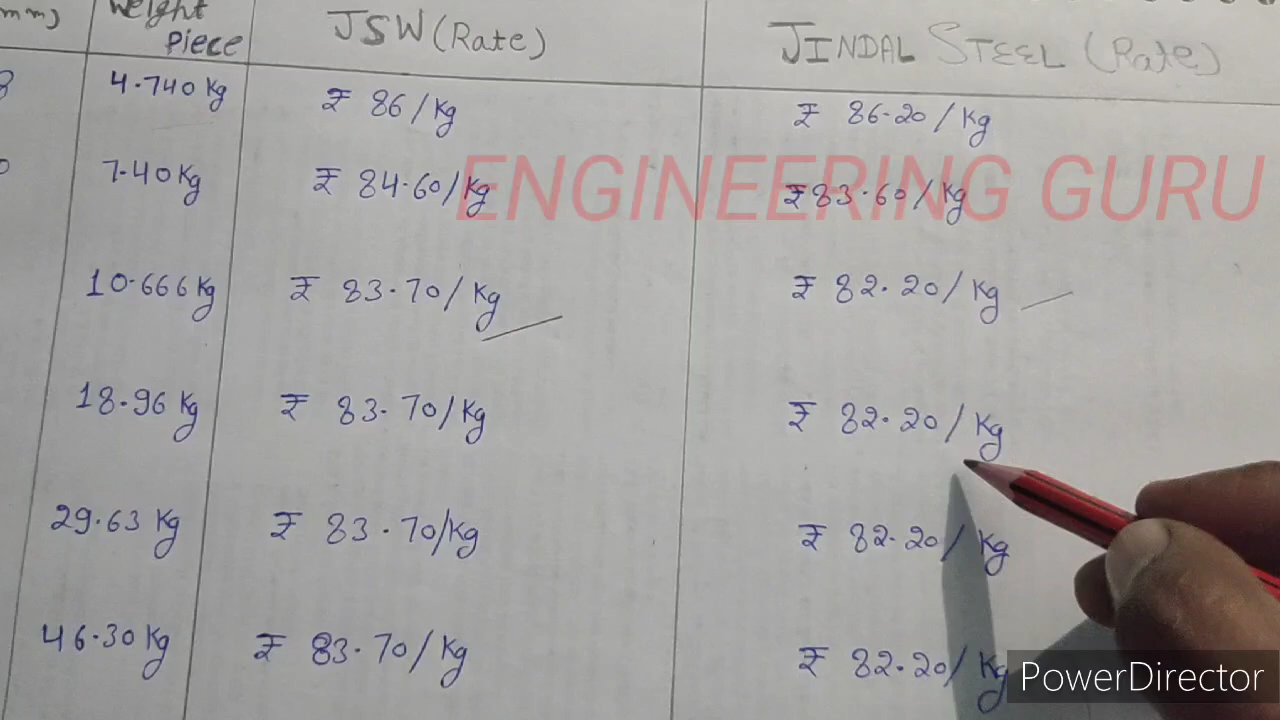 mm) Weight Piece JSW (Rate) JINDAL STEEL (Rate)
8 4.740 Kg ₹ 86/Kg ₹ 86.20/Kg
0 7.40 Kg ₹ 84.60/Kg ₹ 83.60/Kg
ENGINEERING GURU
10.666 Kg ₹ 83.70/Kg ₹ 82.20/Kg
18.96 Kg ₹ 83.70/Kg ₹ 82.20/Kg
29.63 Kg ₹ 83.70/Kg ₹ 82.20/Kg
46.30 Kg ₹ 83.70/Kg ₹ 82.20/Kg
PowerDirector